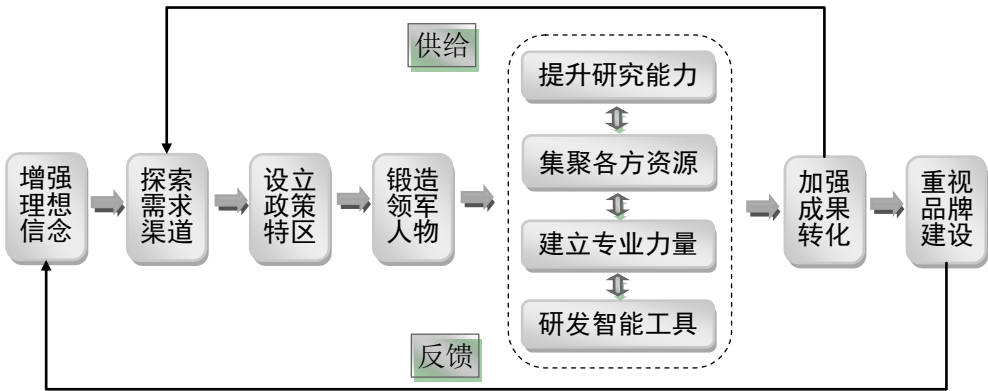 供给
增强
理想
信念
探索
需求
渠道
设立
政策
特区
锻造
领军
人物
提升研究能力
集聚各方资源
建立专业力量
研发智能工具
加强
成果
转化
重视
品牌
建设
反馈